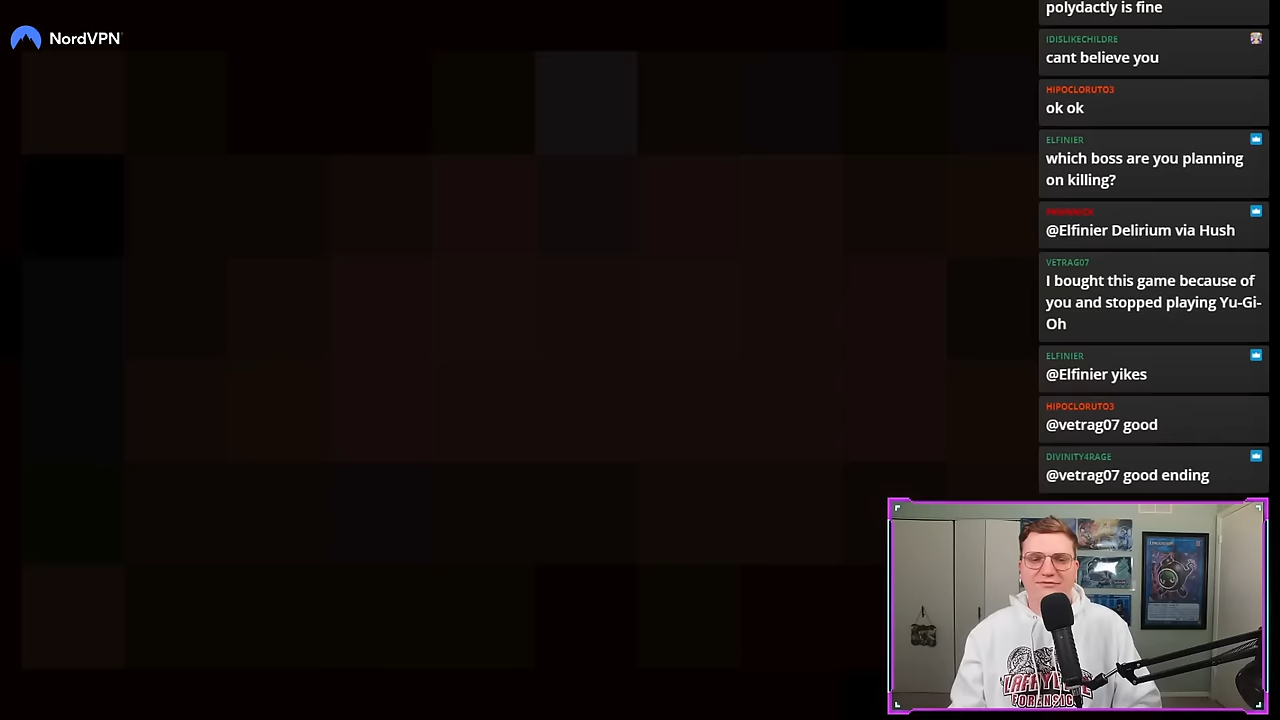 NordVPN
polydactly is fine
IDISLIKECHILDRE
cant believe you
HIPOCLORUTO3
ok ok
ELFINIER
which boss are you planning
on killing?
@Elfinier Delirium via Hush
VETRAG07
I bought this game because of
you and stopped playing Yu-Gi-
Oh
ELFINIER
@Elfinier yikes
HIPOCLORUTO3
@vetrag07 good
DIVINITY4RAGE
@vetrag07 good ending
FORENSIC